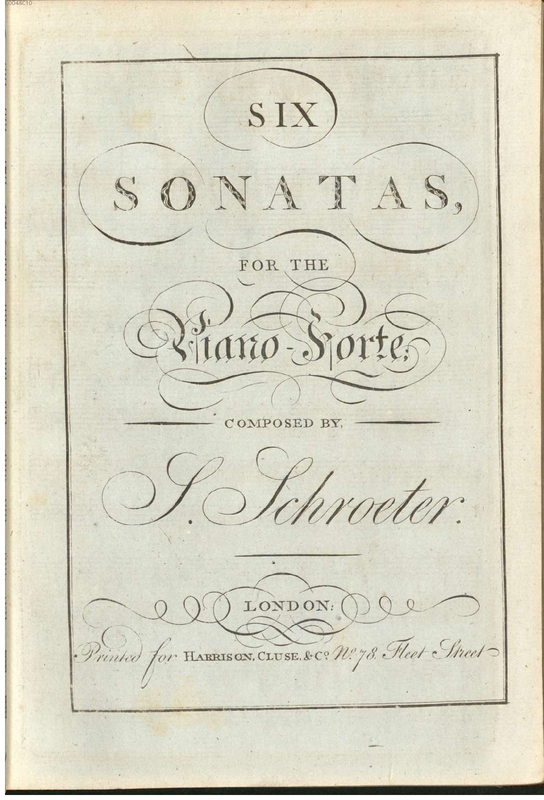 SIX
SONATAS,
FOR THE
Piano-Forte;
COMPOSED BY,
S. Schroeter.
LONDON:
Printed for HARRISON, CLUSE, & Co. No. 78. Fleet Street